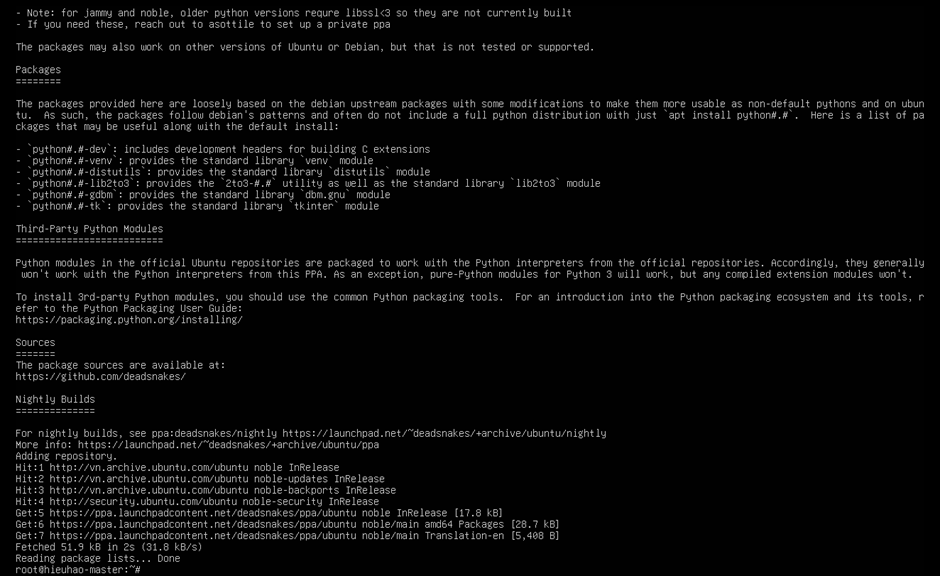 - Note: for jammy and noble, older python versions requre libssl<3 so they are not currently built
- If you need these, reach out to asottile to set up a private ppa
The packages may also work on other versions of Ubuntu or Debian, but that is not tested or supported.
Packages
========
The packages provided here are loosely based on the debian upstream packages with some modifications to make them more usable as non-default pythons and on ubun
tu.  As such, the packages follow debian's patterns and often do not include a full python distribution with just `apt install python#.#`.  Here is a list of pa
ckages that may be useful along with the default install:
- `python#.#-dev`: includes development headers for building C extensions
- `python#.#-venv`: provides the standard library `venv` module
- `python#.#-distutils`: provides the standard library `distutils` module
- `python#.#-lib2to3`: provides the `2to3-#.#` utility as well as the standard library `lib2to3` module
- `python#.#-gdbm`: provides the standard library `dbm.gnu` module
- `python#.#-tk`: provides the standard library `tkinter` module
Third-Party Python Modules
==========================
Python modules in the official Ubuntu repositories are packaged to work with the Python interpreters from the official repositories. Accordingly, they generally
 won't work with the Python interpreters from this PPA. As an exception, pure-Python modules for Python 3 will work, but any compiled extension modules won't.
To install 3rd-party Python modules, you should use the common Python packaging tools.  For an introduction into the Python packaging ecosystem and its tools, r
efer to the Python Packaging User Guide:
https://packaging.python.org/installing/
Sources
=======
The package sources are available at:
https://github.com/deadsnakes/
Nightly Builds
==============
For nightly builds, see ppa:deadsnakes/nightly https://launchpad.net/~deadsnakes/+archive/ubuntu/nightly
More info: https://launchpad.net/~deadsnakes/+archive/ubuntu/ppa
Adding repository.
Hit:1 http://vn.archive.ubuntu.com/ubuntu noble InRelease
Hit:2 http://vn.archive.ubuntu.com/ubuntu noble-updates InRelease
Hit:3 http://vn.archive.ubuntu.com/ubuntu noble-backports InRelease
Hit:4 http://security.ubuntu.com/ubuntu noble-security InRelease
Get:5 https://ppa.launchpadcontent.net/deadsnakes/ppa/ubuntu noble InRelease [17.8 kB]
Get:6 https://ppa.launchpadcontent.net/deadsnakes/ppa/ubuntu noble/main amd64 Packages [28.7 kB]
Get:7 https://ppa.launchpadcontent.net/deadsnakes/ppa/ubuntu noble/main Translation-en [5,408 B]
Fetched 51.9 kB in 2s (31.8 kB/s)
Reading package lists... Done
root@hieuhao-master:~#